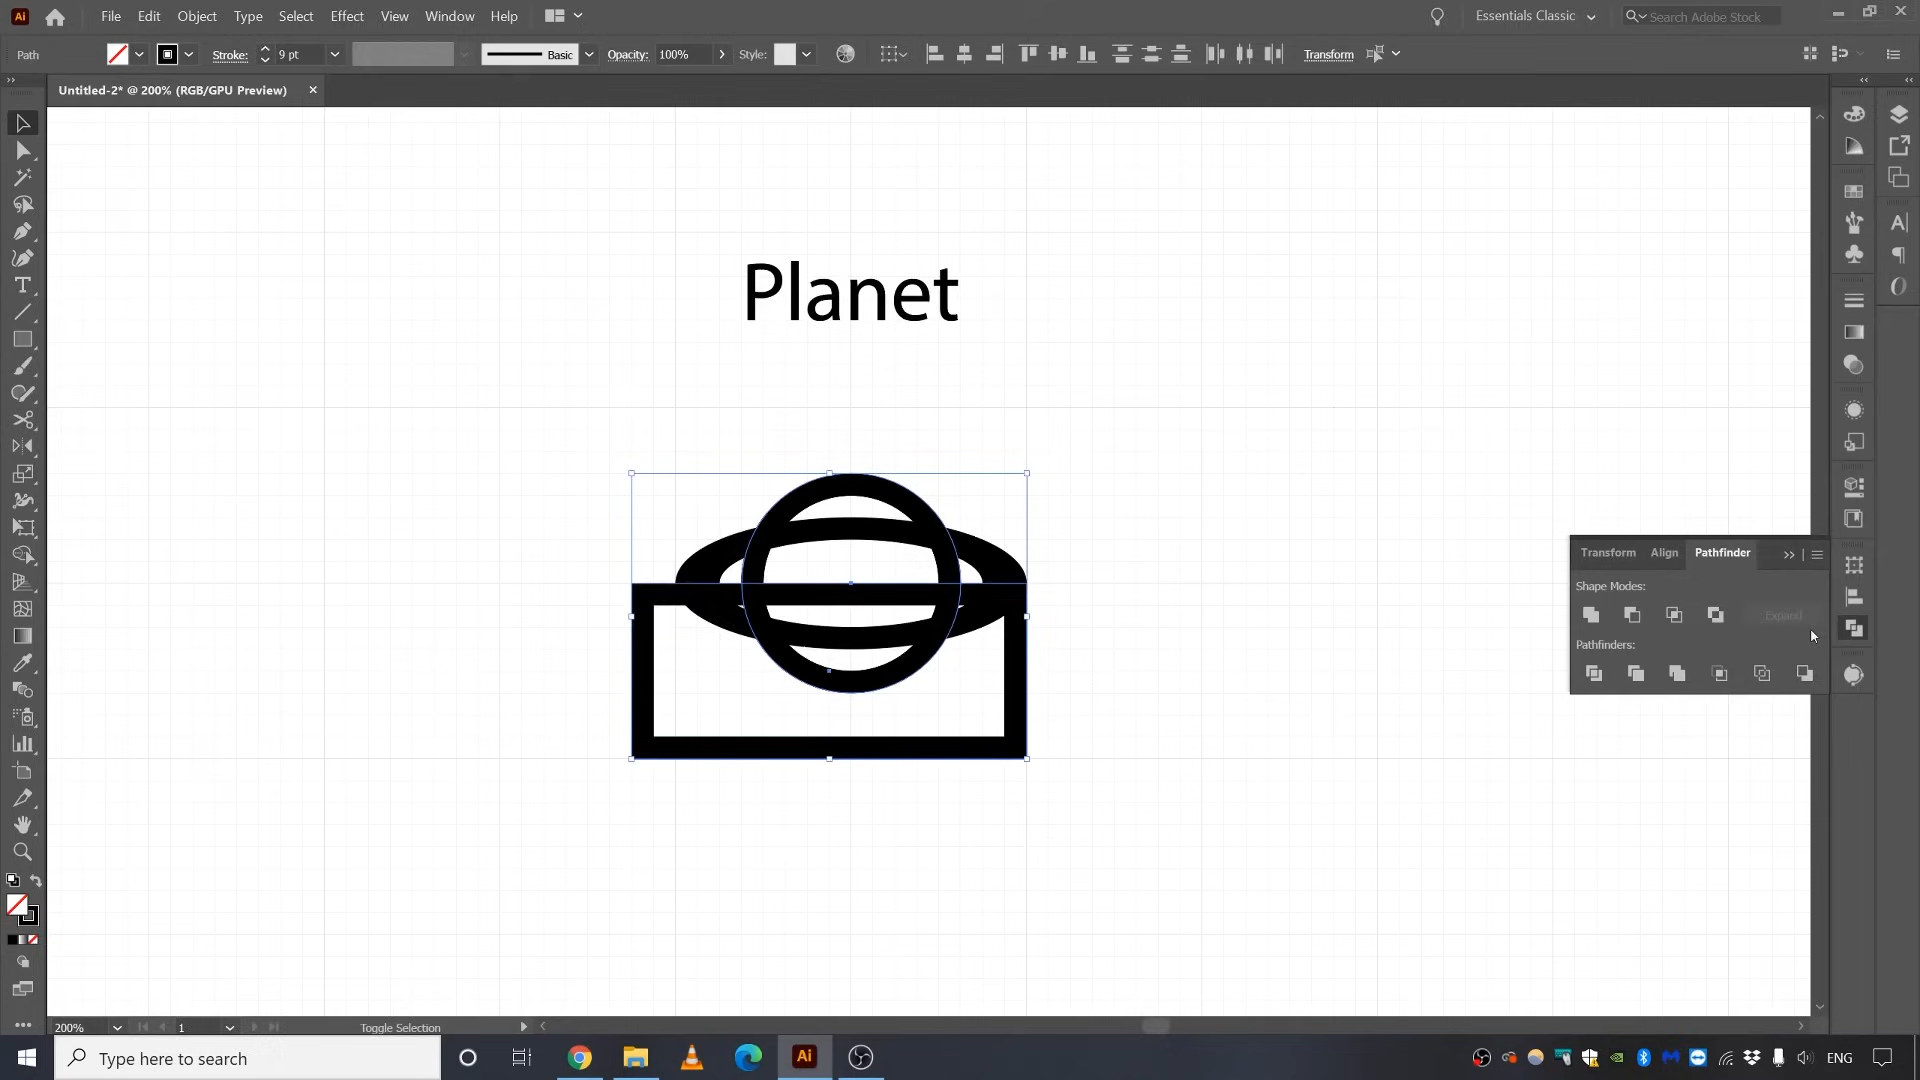 Ai File Edit Object Type Select Effect View Window Help Essentials Classic Search Adobe Stock
Path Stroke: 9 pt Basic Opacity: 100% Style: Transform
Untitled-2* @ 200% (RGB/GPU Preview)
Planet
Transform Align Pathfinder
Shape Modes:
Expand
Pathfinders:
200% 1 Toggle Selection
Type here to search Ai ENG